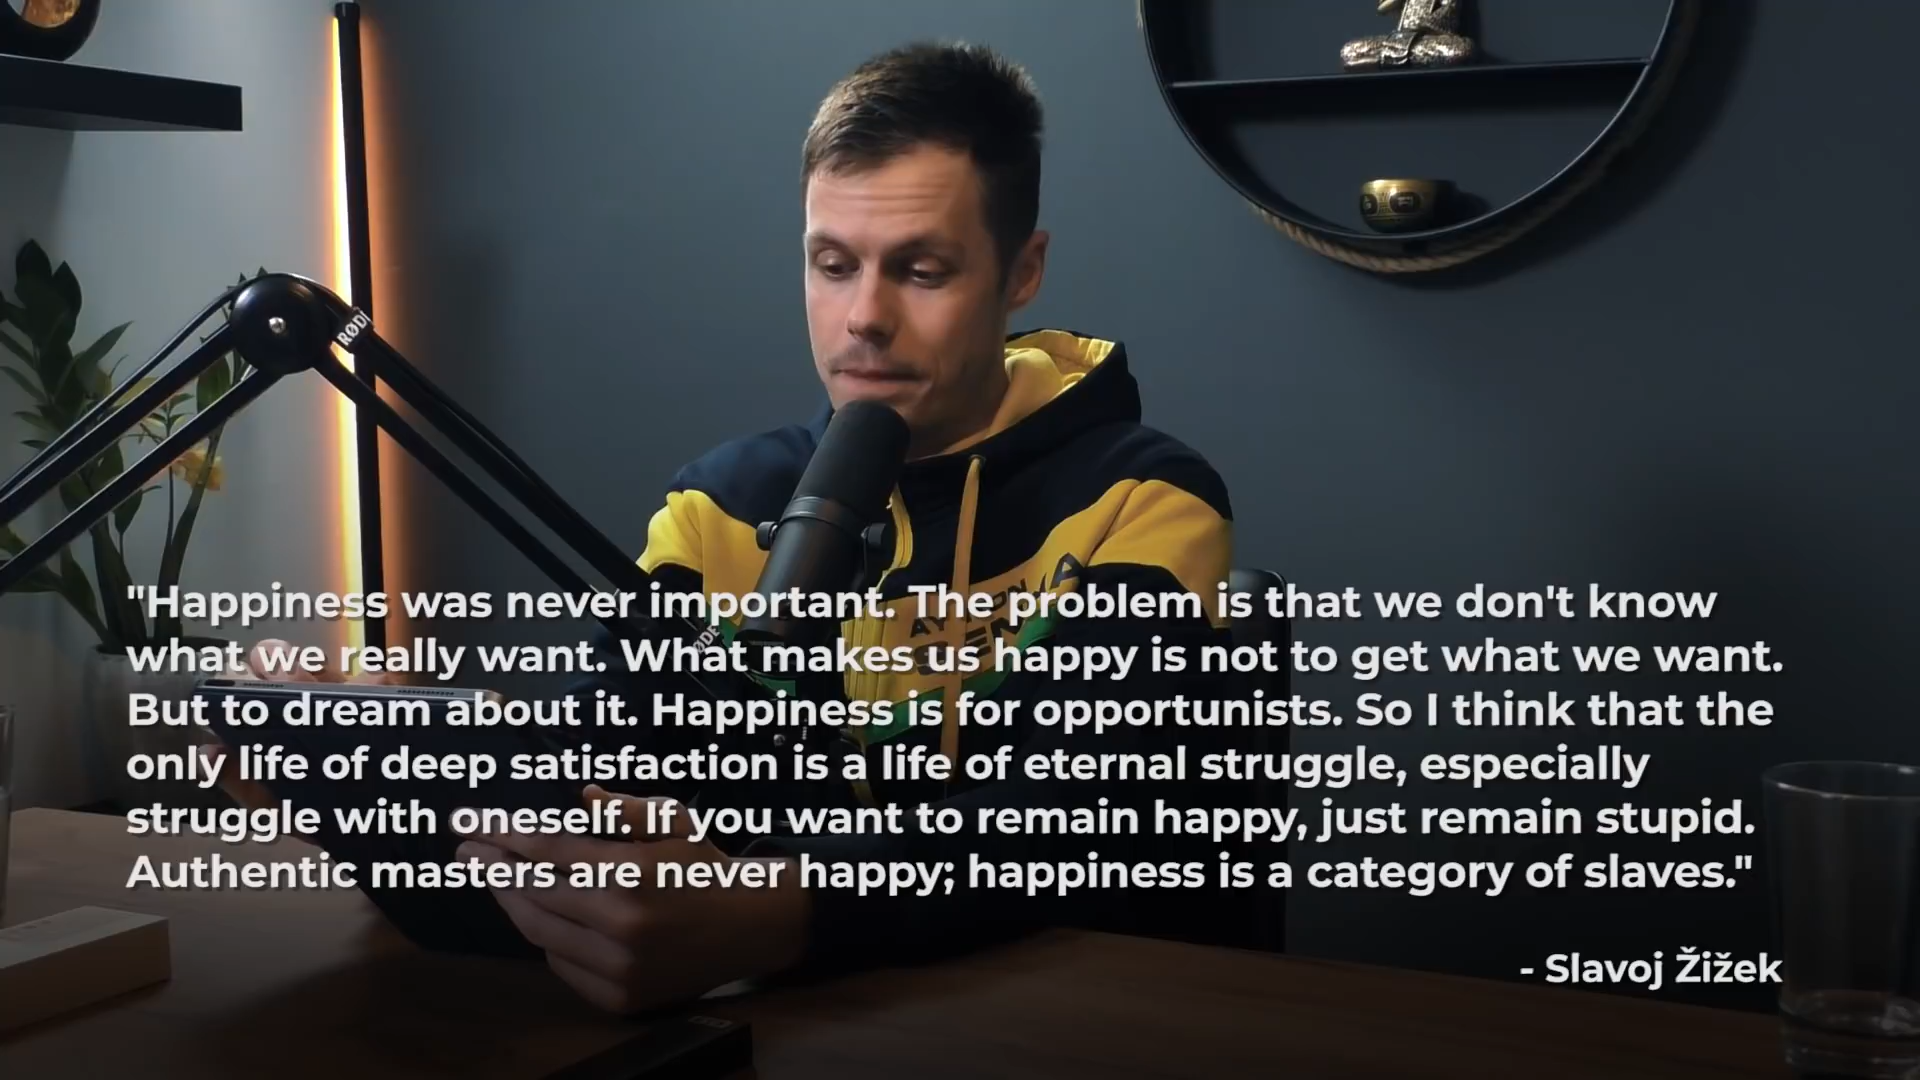 RØDE
"Happiness was never important. The problem is that we don't know
what we really want. What makes us happy is not to get what we want.
But to dream about it. Happiness is for opportunists. So I think that the
only life of deep satisfaction is a life of eternal struggle, especially
struggle with oneself. If you want to remain happy, just remain stupid.
Authentic masters are never happy; happiness is a category of slaves."
- Slavoj Žižek